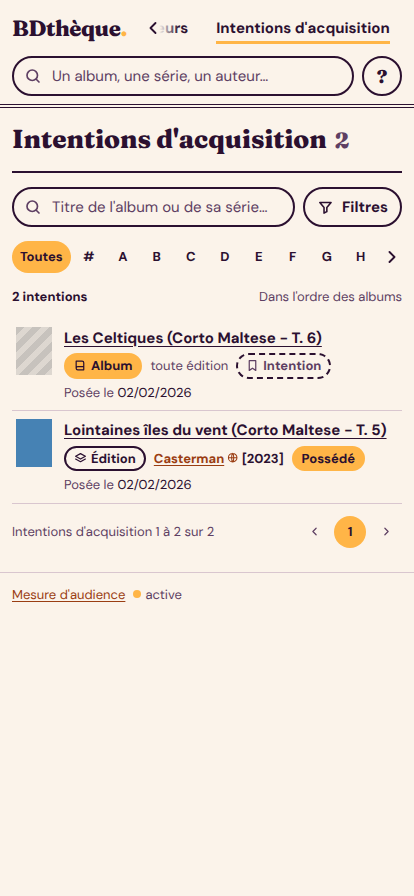 BDthèque. urs Intentions d'acquisition
Un album, une série, un auteur... ?
Intentions d'acquisition 2
Titre de l'album ou de sa série... Filtres
Toutes # A B C D E F G H
2 intentions Dans l'ordre des albums
Les Celtiques (Corto Maltese – T. 6)
Album toute édition Intention
Posée le 02/02/2026
Lointaines îles du vent (Corto Maltese – T. 5)
Édition Casterman [2023] Possédé
Posée le 02/02/2026
Intentions d'acquisition 1 à 2 sur 2 1
Mesure d'audience active